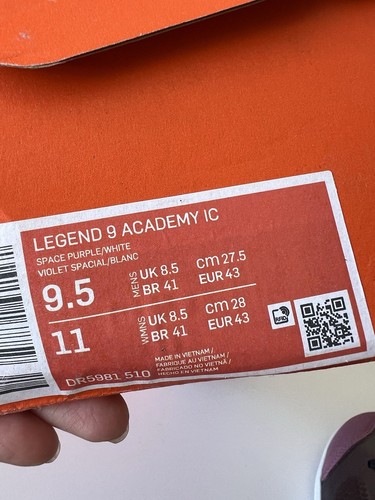 LEGEND 9 ACADEMY IC
SPACE PURPLE/WHITE
VIOLET SPACIAL/BLANC
9.5 MENS UK 8.5 CM 27.5
BR 41 EUR 43
11 WMNS UK 8.5 CM 28
BR 41 EUR 43
MADE IN VIETNAM /
FABRIQUE AU VIETNAM /
FABRICADO NO VIETNÃ /
HECHO EN VIETNAM
DR5981 510